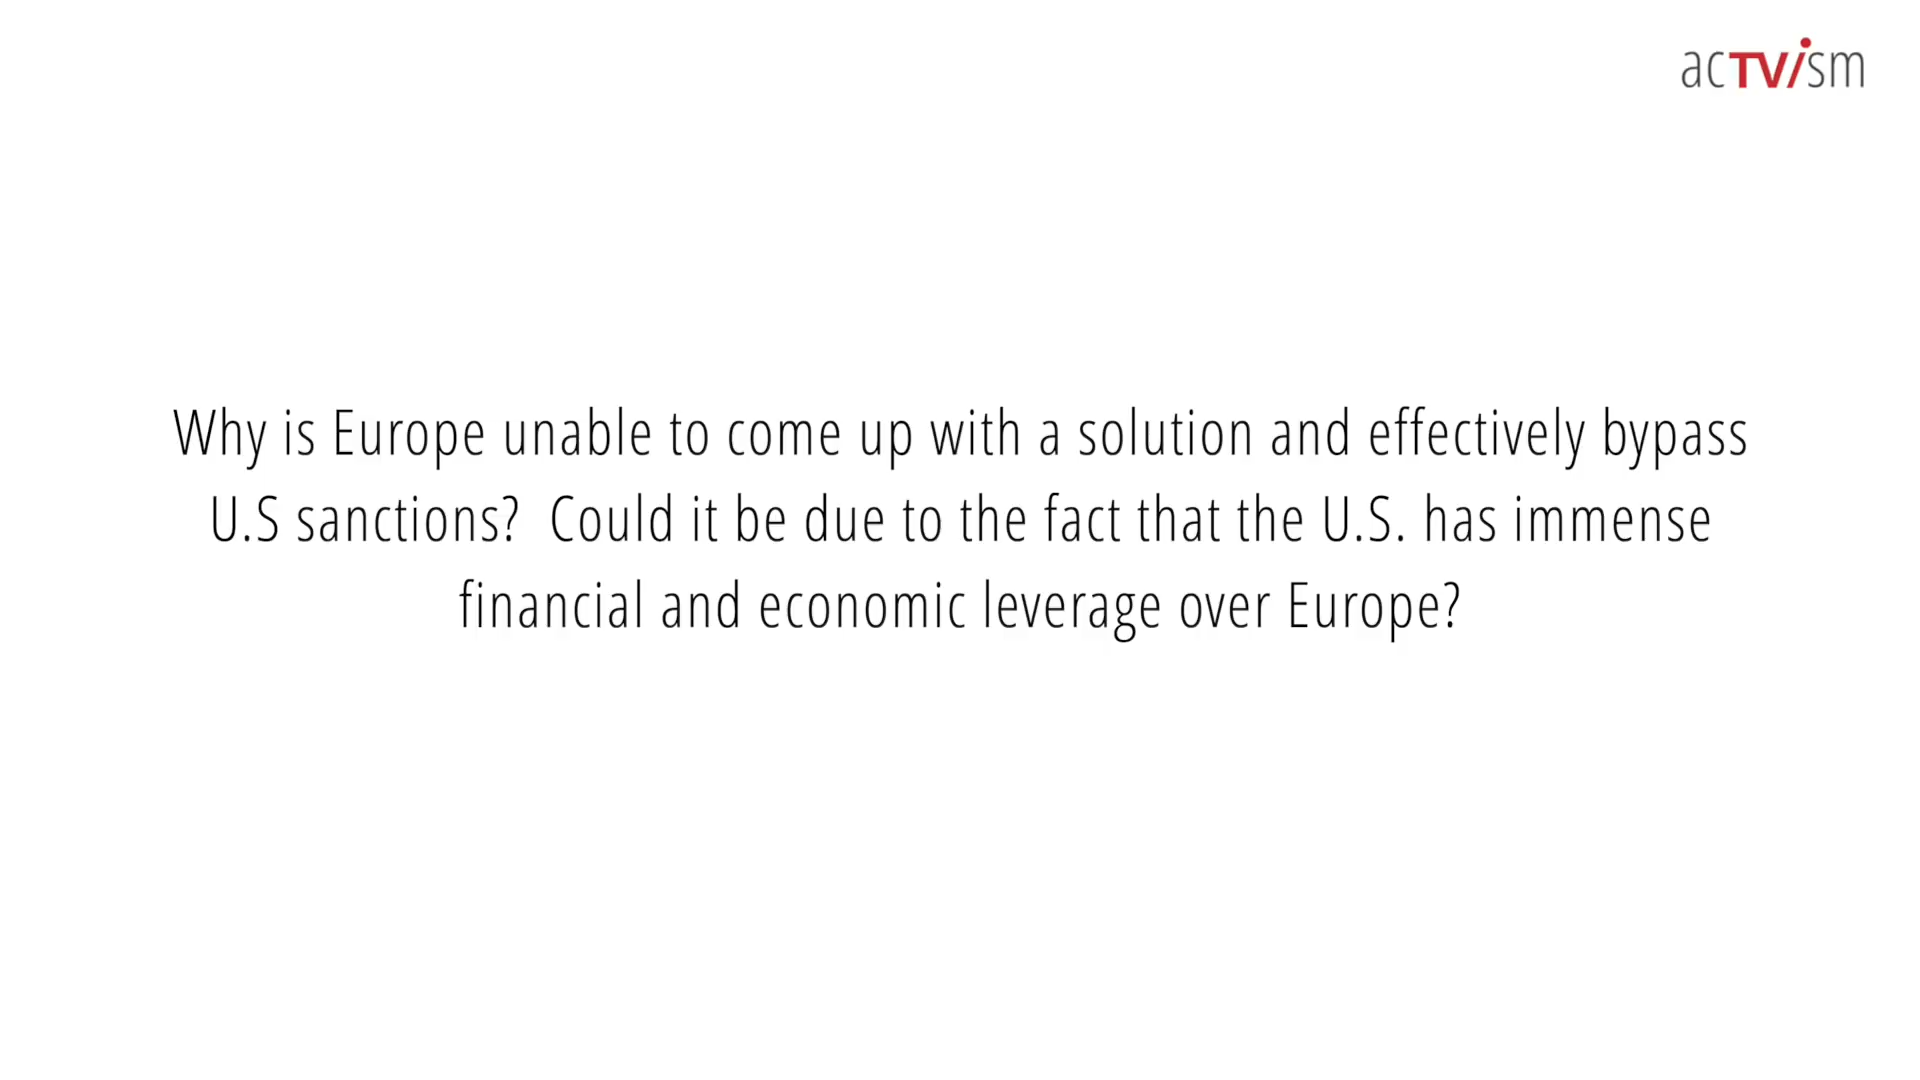 acTVism
Why is Europe unable to come up with a solution and effectively bypass
U.S sanctions?  Could it be due to the fact that the U.S. has immense
financial and economic leverage over Europe?